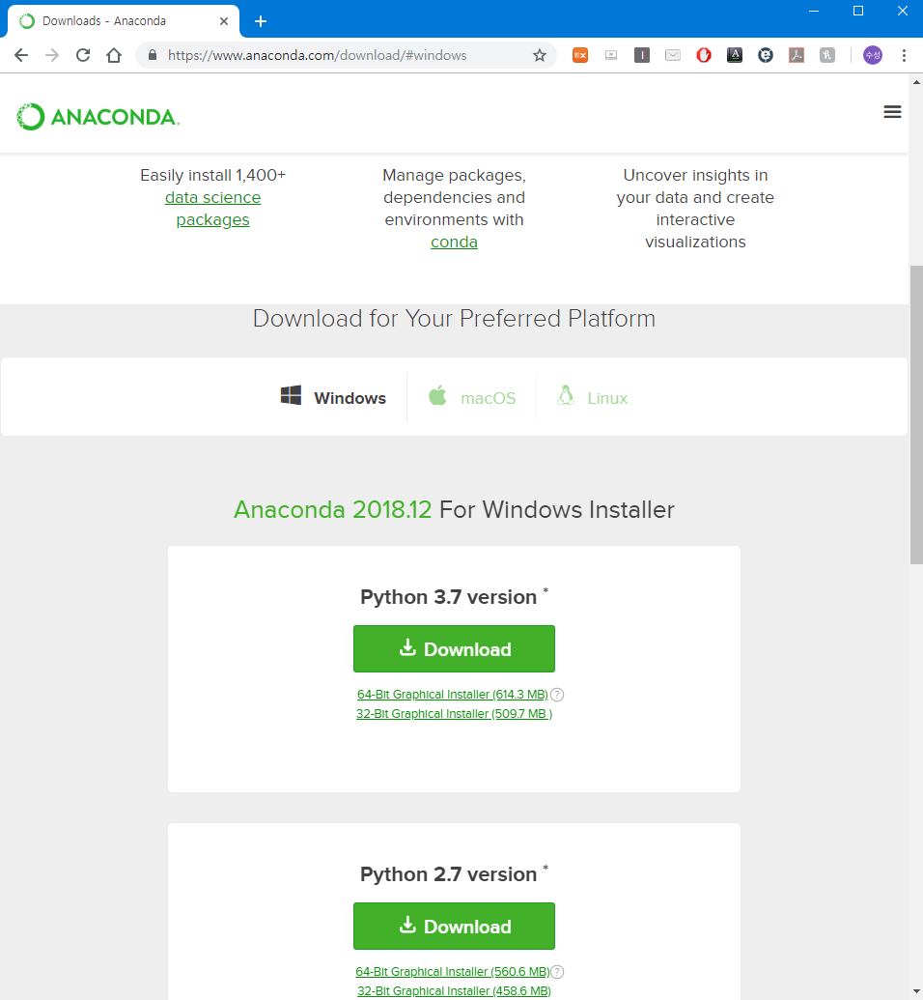 Downloads - Anaconda
https://www.anaconda.com/download/#windows
EX
수성
ANACONDA.
Easily install 1,400+
data science
packages
Manage packages,
dependencies and
environments with
conda
Uncover insights in
your data and create
interactive
visualizations
Download for Your Preferred Platform
Windows
macOS
Linux
Anaconda 2018.12 For Windows Installer
Python 3.7 version *
Download
64-Bit Graphical Installer (614.3 MB) ?
32-Bit Graphical Installer (509.7 MB )
Python 2.7 version *
Download
64-Bit Graphical Installer (560.6 MB) ?
32-Bit Graphical Installer (458.6 MB)